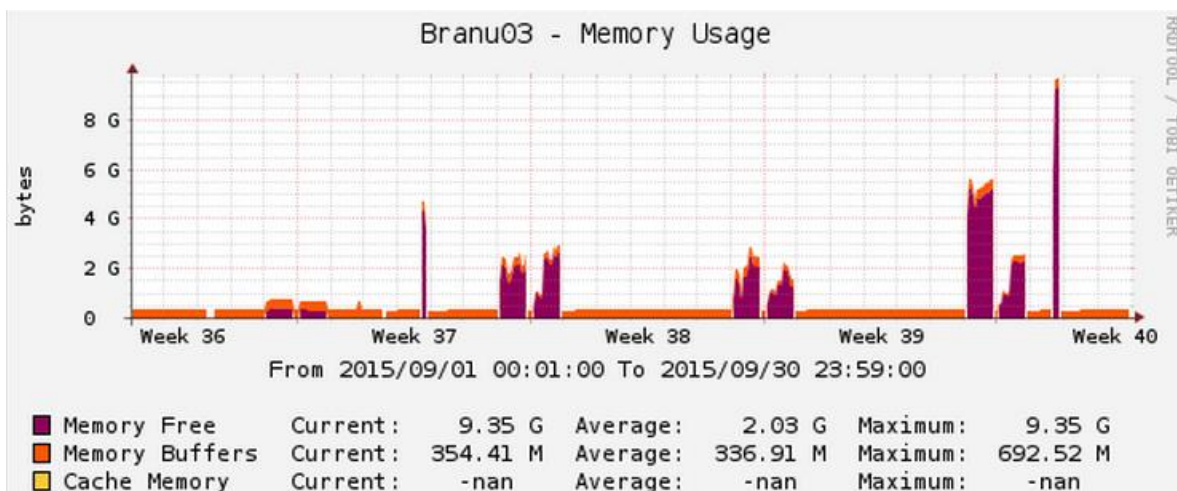 Branu03 - Memory Usage
RRDTOOL / TOBI OETIKER
bytes
8 G
6 G
4 G
2 G
0
Week 36 Week 37 Week 38 Week 39 Week 40
From 2015/09/01 00:01:00 To 2015/09/30 23:59:00
Memory Free Current: 9.35 G Average: 2.03 G Maximum: 9.35 G
Memory Buffers Current: 354.41 M Average: 336.91 M Maximum: 692.52 M
Cache Memory Current: -nan Average: -nan Maximum: -nan